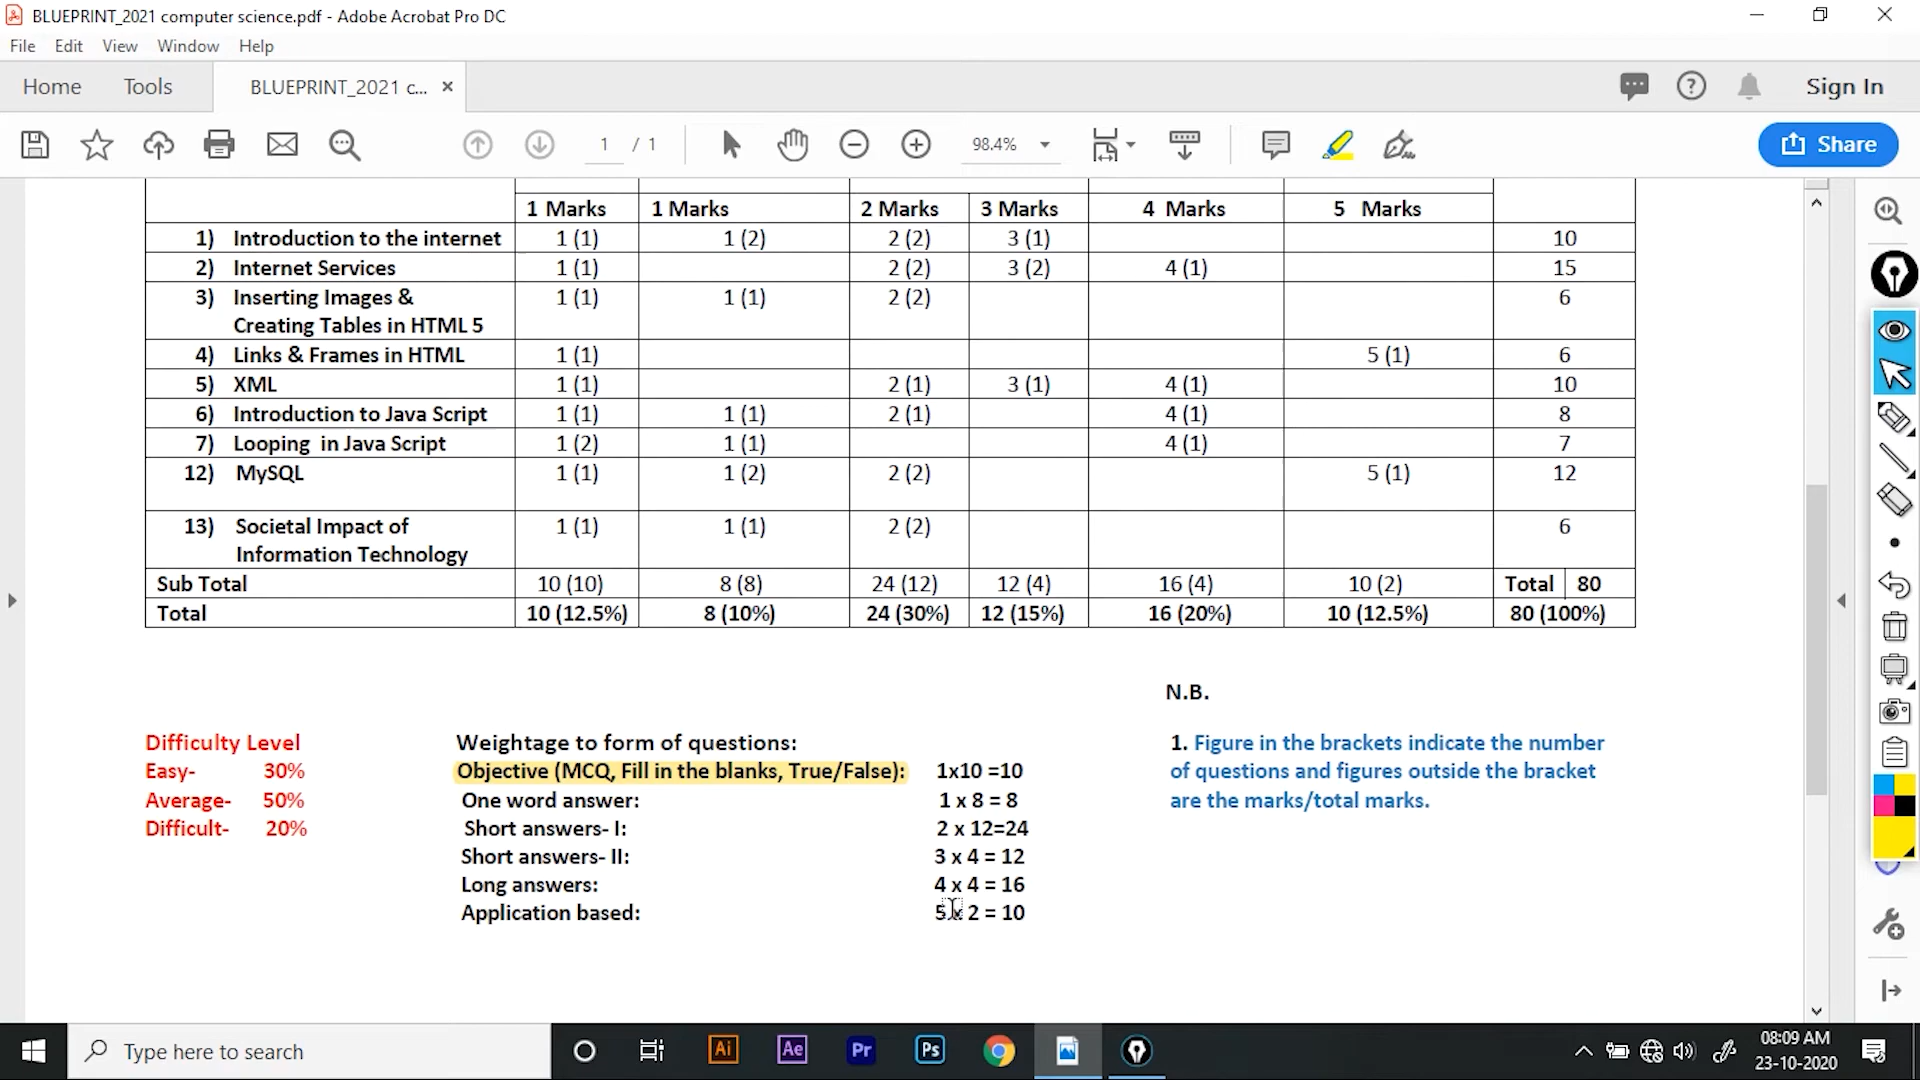 BLUEPRINT_2021 computer science.pdf - Adobe Acrobat Pro DC
File Edit View Window Help
Home Tools BLUEPRINT_2021 c... × Sign In
1 / 1 98.4% Share
1 Marks 1 Marks 2 Marks 3 Marks 4 Marks 5 Marks
1) Introduction to the internet 1 (1) 1 (2) 2 (2) 3 (1) 10
2) Internet Services 1 (1) 2 (2) 3 (2) 4 (1) 15
3) Inserting Images & 1 (1) 1 (1) 2 (2) 6
Creating Tables in HTML 5
4) Links & Frames in HTML 1 (1) 5 (1) 6
5) XML 1 (1) 2 (1) 3 (1) 4 (1) 10
6) Introduction to Java Script 1 (1) 1 (1) 2 (1) 4 (1) 8
7) Looping in Java Script 1 (2) 1 (1) 4 (1) 7
12) MySQL 1 (1) 1 (2) 2 (2) 5 (1) 12
13) Societal Impact of 1 (1) 1 (1) 2 (2) 6
Information Technology
Sub Total 10 (10) 8 (8) 24 (12) 12 (4) 16 (4) 10 (2) Total 80
Total 10 (12.5%) 8 (10%) 24 (30%) 12 (15%) 16 (20%) 10 (12.5%) 80 (100%)
N.B.
Difficulty Level
Easy- 30%
Average- 50%
Difficult- 20%
Weightage to form of questions:
Objective (MCQ, Fill in the blanks, True/False): 1x10 =10
One word answer: 1 x 8 = 8
Short answers- I: 2 x 12=24
Short answers- II: 3 x 4 = 12
Long answers: 4 x 4 = 16
Application based: 5 x 2 = 10
1. Figure in the brackets indicate the number
of questions and figures outside the bracket
are the marks/total marks.
Type here to search
Ai Ae Pr Ps
08:09 AM
23-10-2020